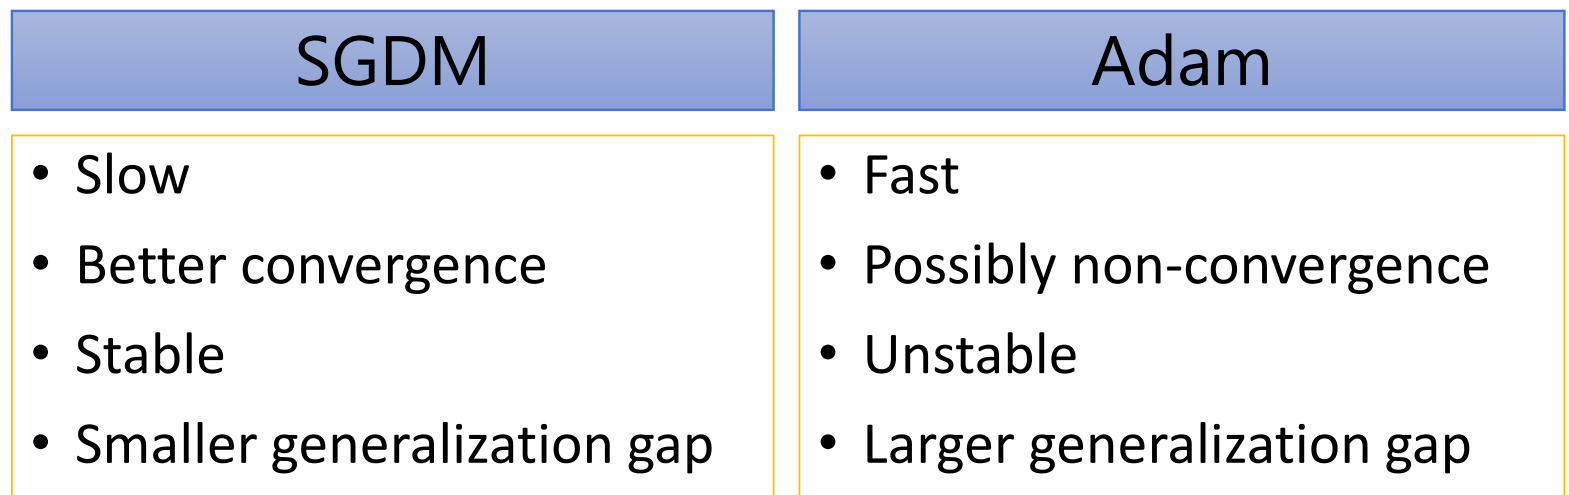 SGDM
• Slow
• Better convergence
• Stable
• Smaller generalization gap
Adam
• Fast
• Possibly non-convergence
• Unstable
• Larger generalization gap